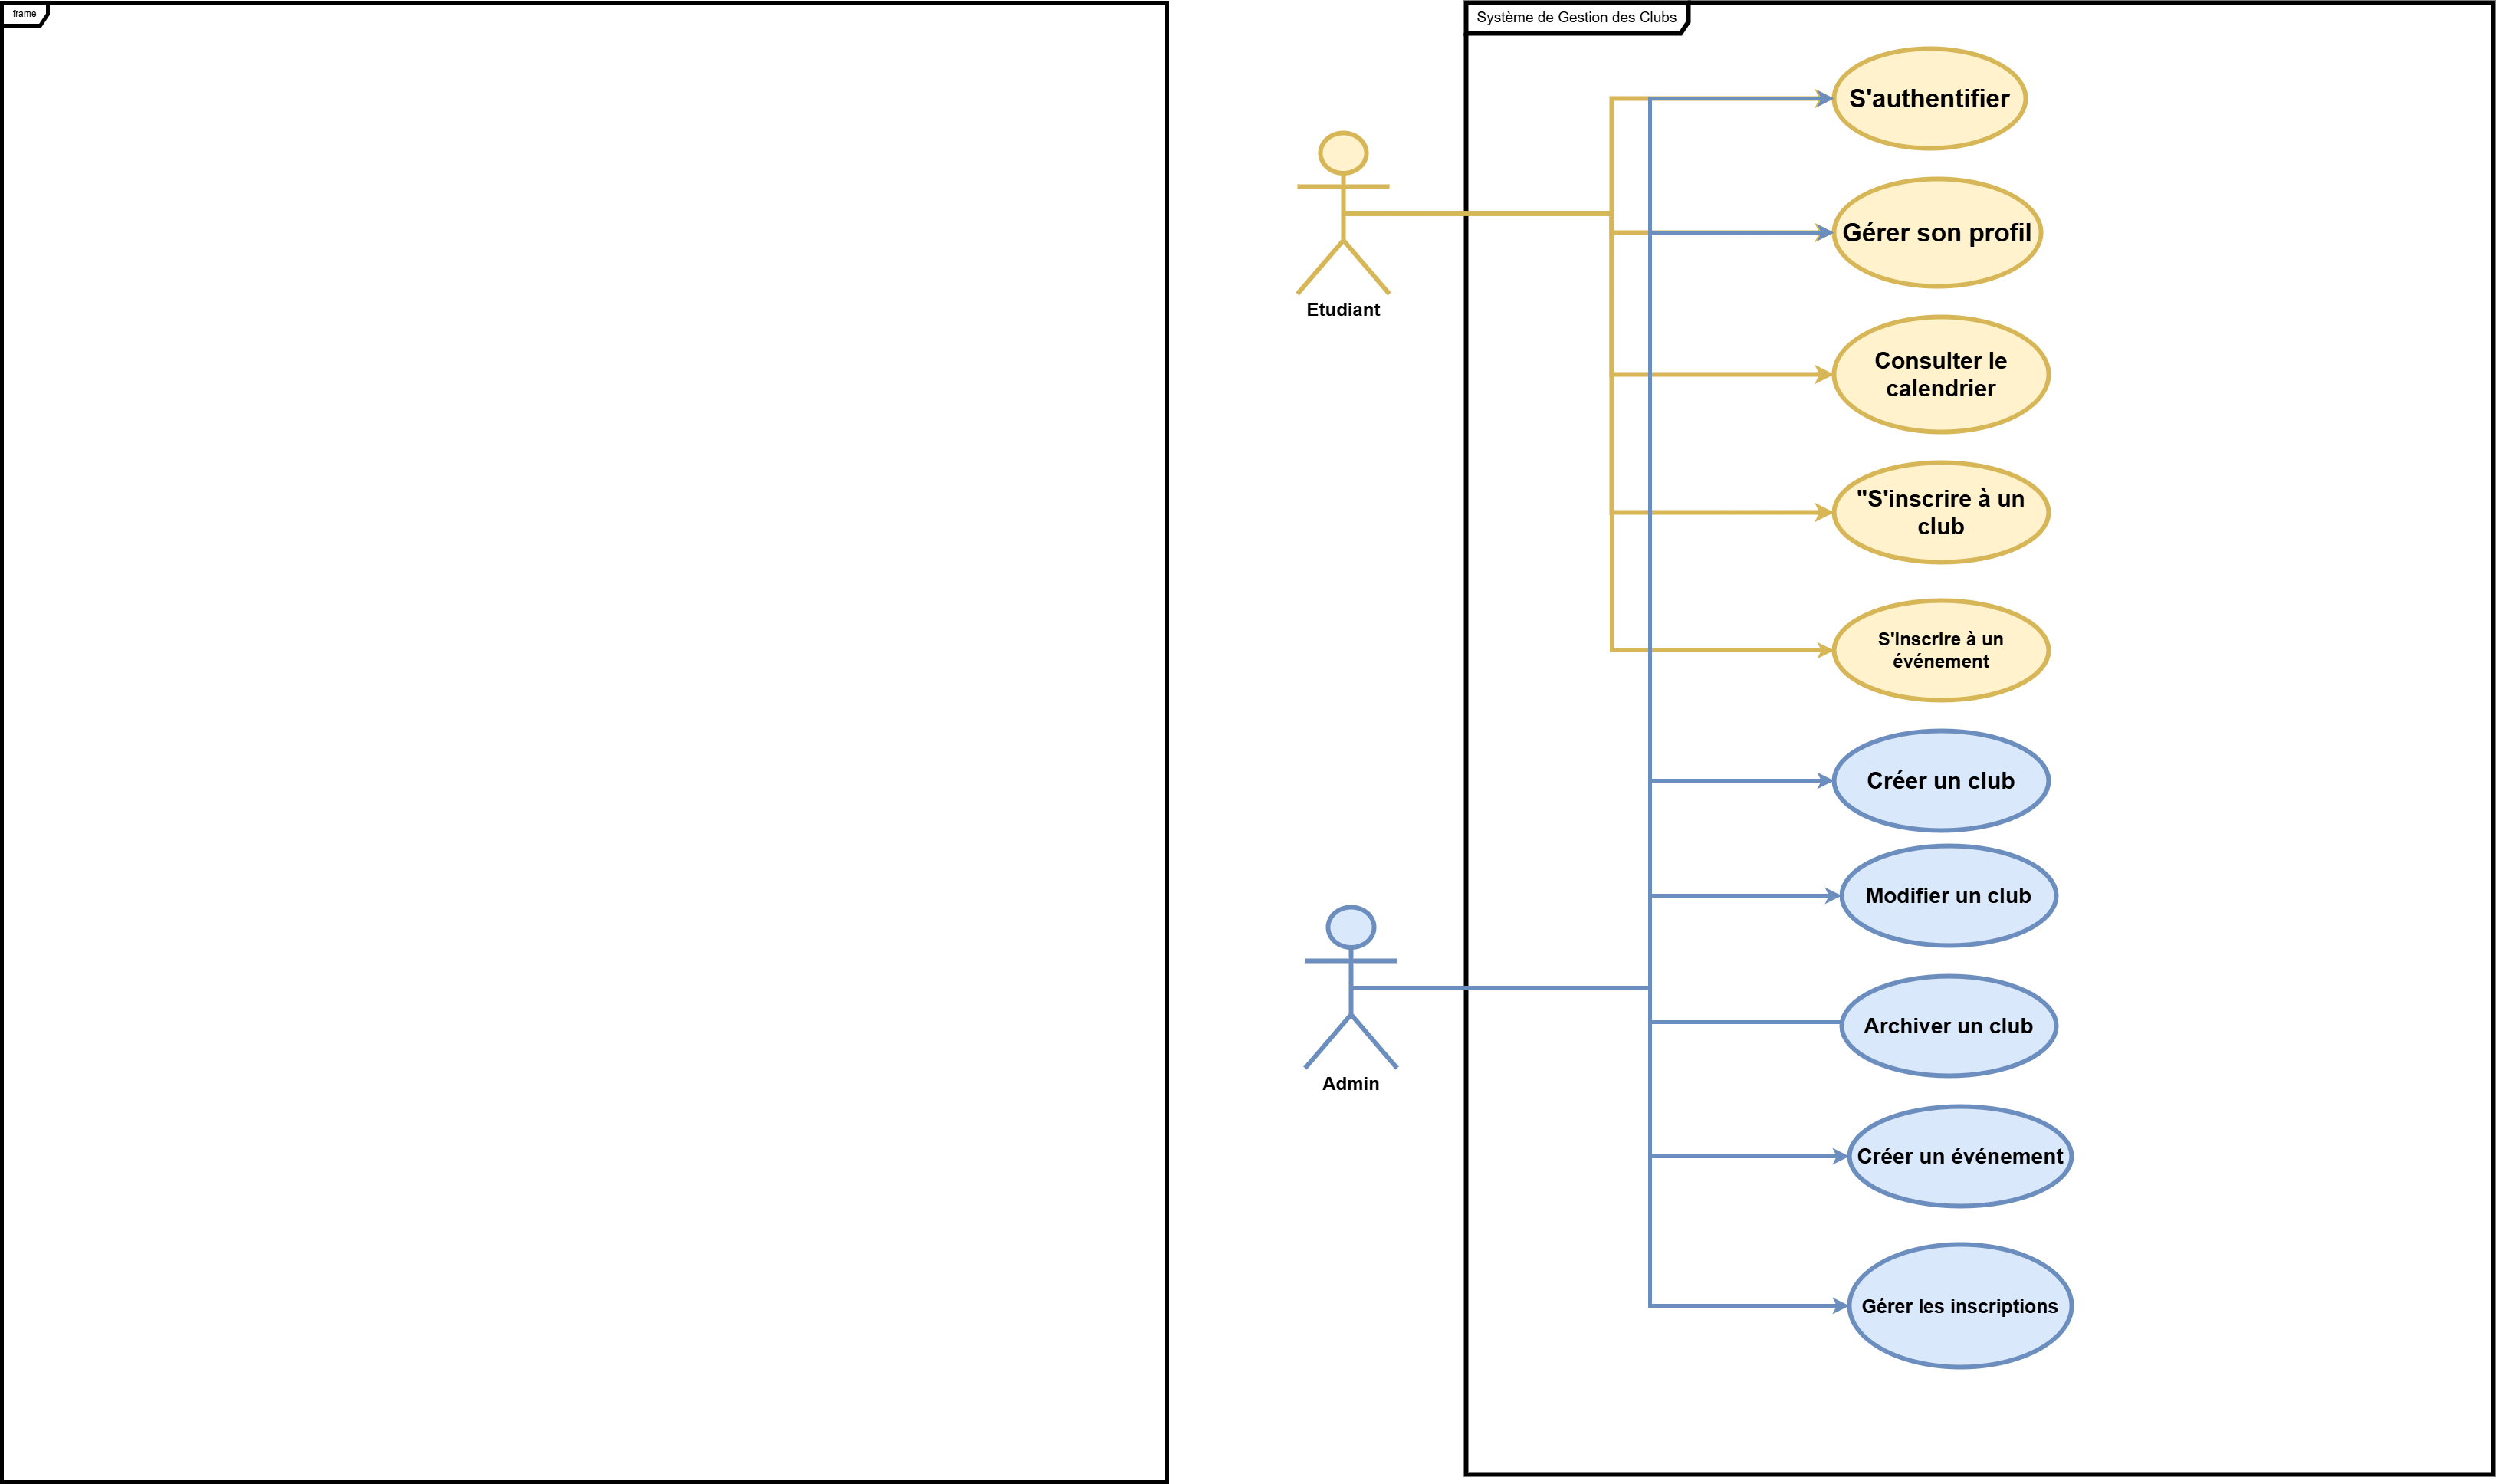 frame
Système de Gestion des Clubs
S'authentifier
Gérer son profil
Etudiant
Consulter le
calendrier
"S'inscrire à un
club
S'inscrire à un
événement
Créer un club
Modifier un club
Archiver un club
Admin
Créer un événement
Gérer les inscriptions